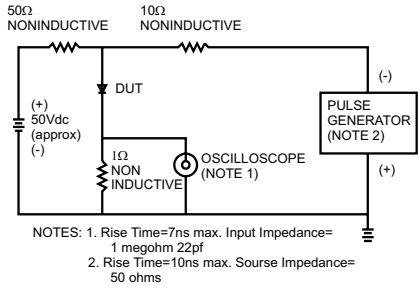 50Ω
NONINDUCTIVE
10Ω
NONINDUCTIVE
DUT
(+)
50Vdc
(approx)
(-)
(-)
PULSE
GENERATOR
(NOTE 2)
(+)
1Ω
NON
INDUCTIVE
OSCILLOSCOPE
(NOTE 1)
NOTES: 1. Rise Time=7ns max. Input Impedance=
1 megohm 22pf
2. Rise Time=10ns max. Sourse Impedance=
50 ohms